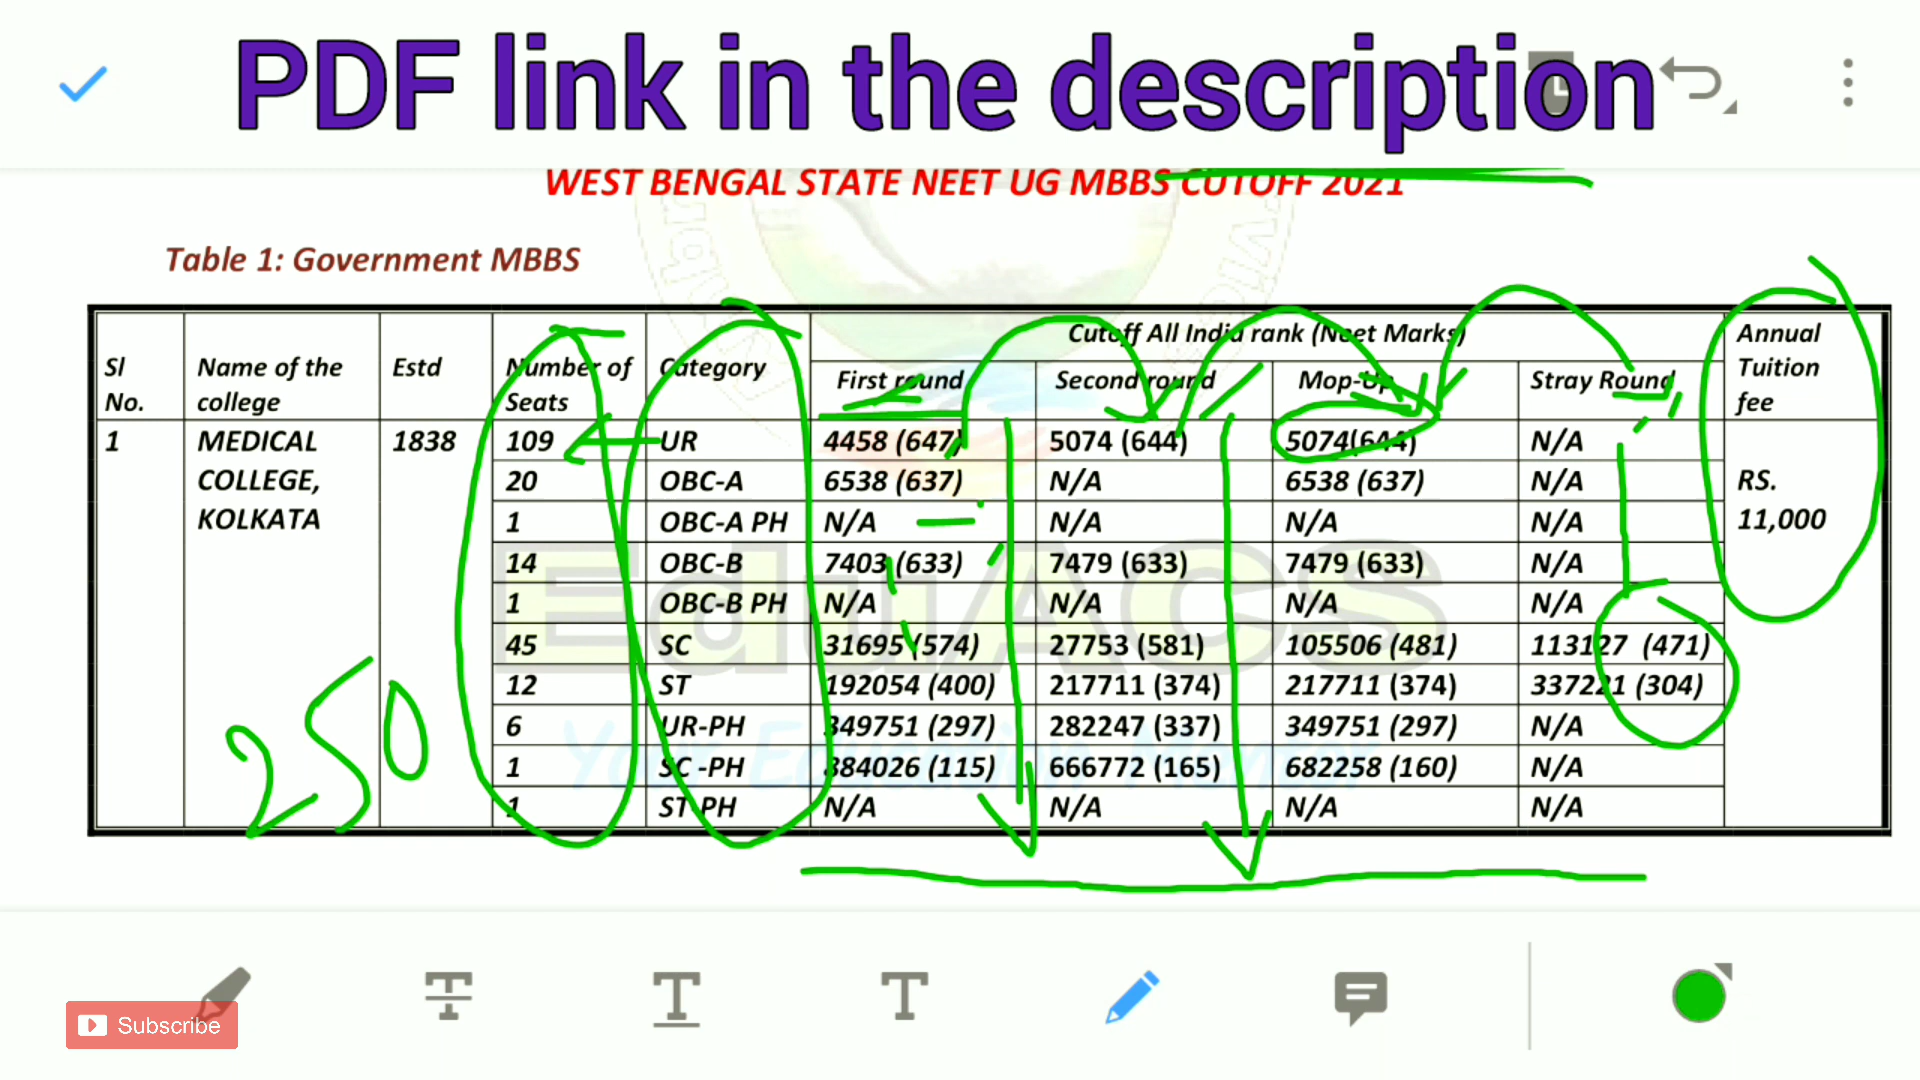 PDF link in the description
WEST BENGAL STATE NEET UG MBBS CUTOFF 2021
Table 1: Government MBBS
Sl No. | Name of the college | Estd | Number of Seats | Category | Cutoff All India rank (Neet Marks) | Annual Tuition fee
First round | Second round | Mop-Up | Stray Round
1 | MEDICAL COLLEGE, KOLKATA | 1838 | 109 | UR | 4458 (647) | 5074 (644) | 5074(644) | N/A | RS. 11,000
20 | OBC-A | 6538 (637) | N/A | 6538 (637) | N/A
1 | OBC-A PH | N/A | N/A | N/A | N/A
14 | OBC-B | 7403 (633) | 7479 (633) | 7479 (633) | N/A
1 | OBC-B PH | N/A | N/A | N/A | N/A
45 | SC | 31695 (574) | 27753 (581) | 105506 (481) | 113127 (471)
12 | ST | 192054 (400) | 217711 (374) | 217711 (374) | 337221 (304)
6 | UR-PH | 349751 (297) | 282247 (337) | 349751 (297) | N/A
1 | SC -PH | 884026 (115) | 666772 (165) | 682258 (160) | N/A
1 | ST-PH | N/A | N/A | N/A | N/A
250
EduACS
Your Education Mentor
Subscribe